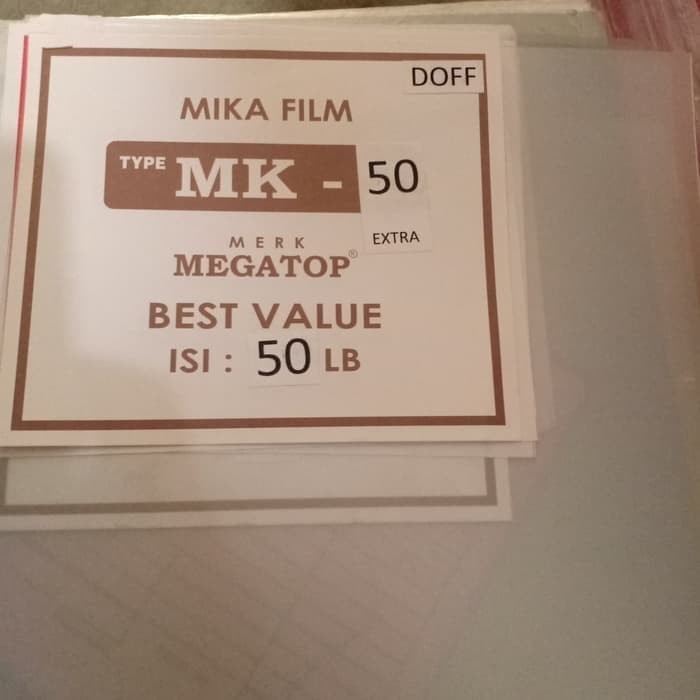 DOFF
MIKA FILM
TYPE MK - 50
EXTRA
MERK
MEGATOP®
BEST VALUE
ISI : 50 LB